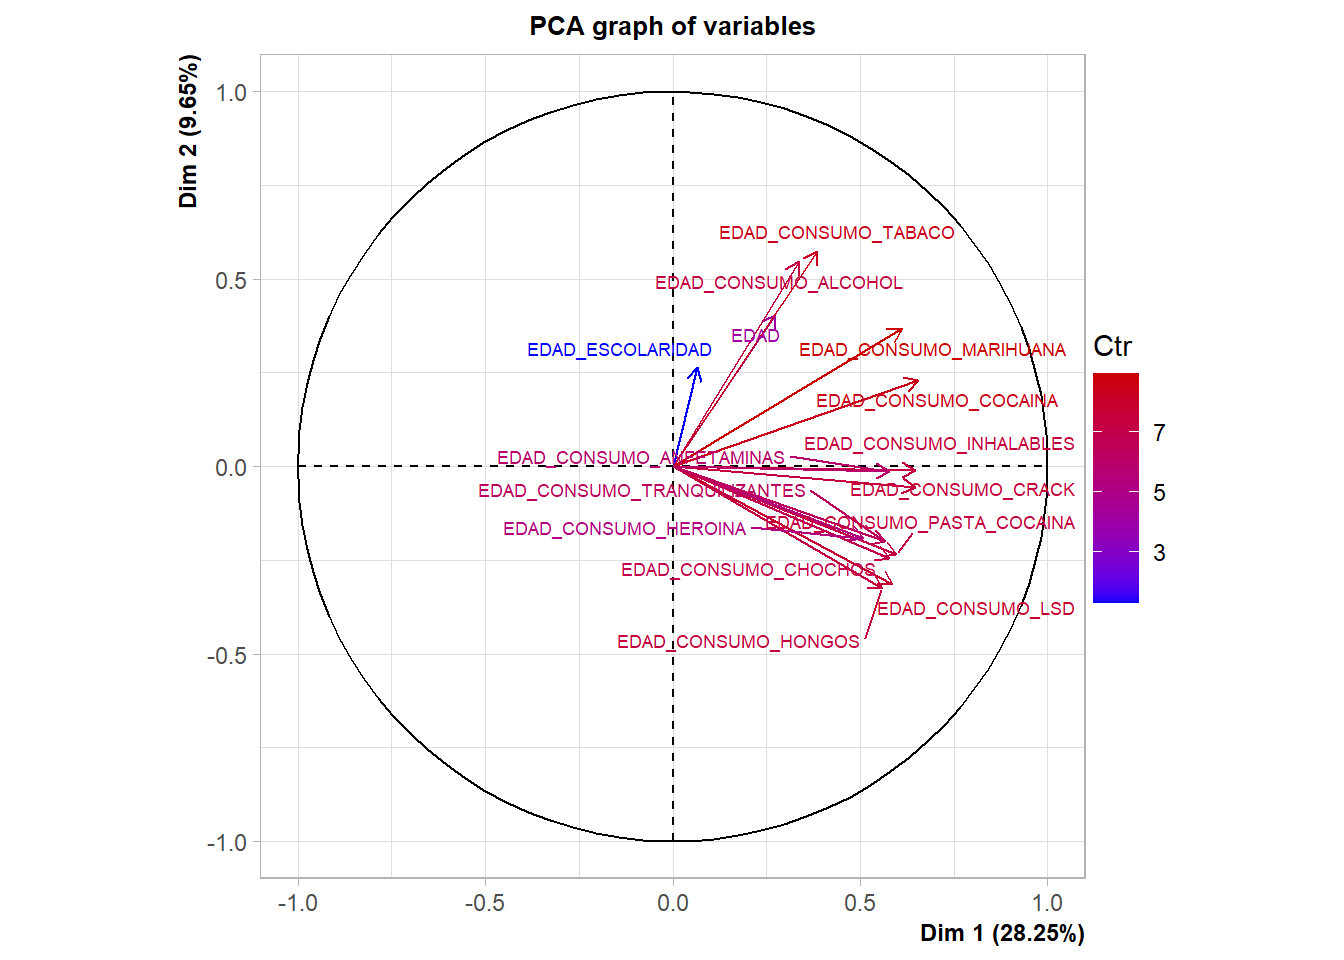 PCA graph of variables
Dim 2 (9.65%)
1.0
0.5
0.0
-0.5
-1.0
EDAD_CONSUMO_TABACO
EDAD_CONSUMO_ALCOHOL
EDAD
EDAD_ESCOLARIDAD
EDAD_CONSUMO_MARIHUANA
EDAD_CONSUMO_COCAINA
EDAD_CONSUMO_INHALABLES
EDAD_CONSUMO_ANFETAMINAS
EDAD_CONSUMO_TRANQUILIZANTES
EDAD_CONSUMO_CRACK
EDAD_CONSUMO_PASTA_COCAINA
EDAD_CONSUMO_HEROINA
EDAD_CONSUMO_CHOCHOS
EDAD_CONSUMO_LSD
EDAD_CONSUMO_HONGOS
Ctr
7
5
3
-1.0
-0.5
0.0
0.5
1.0
Dim 1 (28.25%)